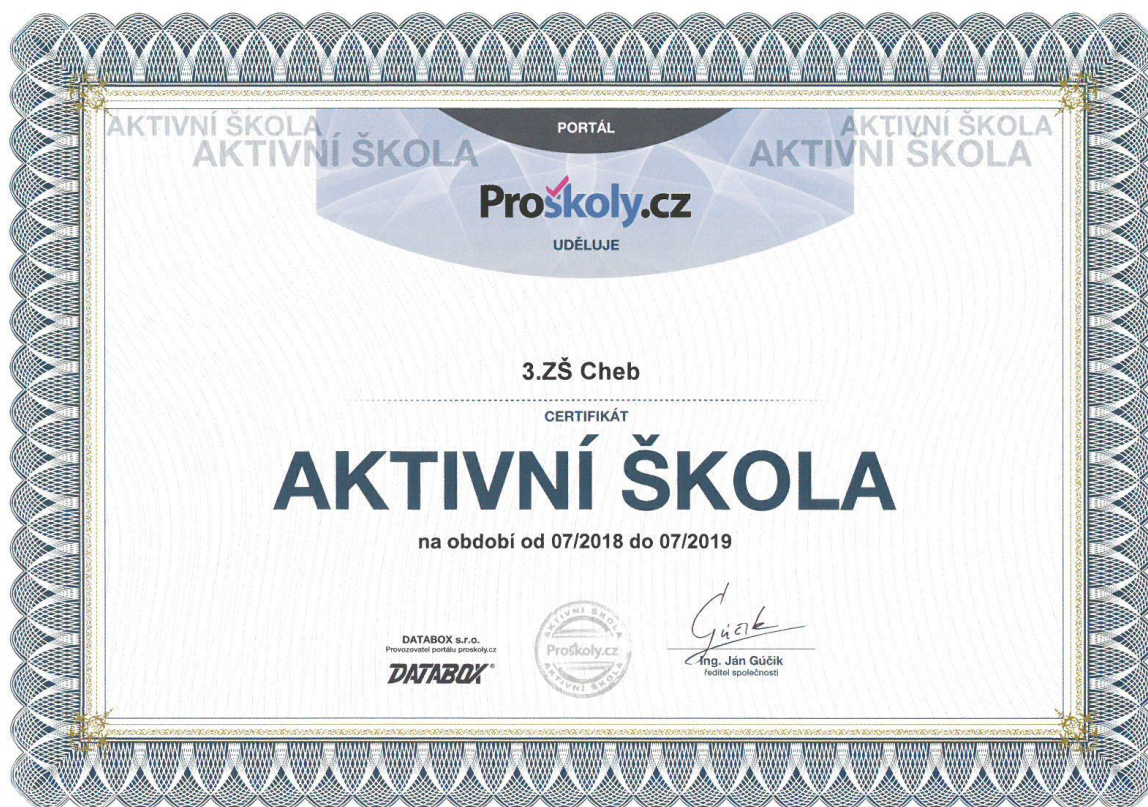 AKTIVNÍ ŠKOLA
AKTIVNÍ ŠKOLA
PORTÁL
AKTIVNÍ ŠKOLA
AKTIVNÍ ŠKOLA
Proškoly.cz
UDĚLUJE
3.ZŠ Cheb
CERTIFIKÁT
AKTIVNÍ ŠKOLA
na období od 07/2018 do 07/2019
DATABOX s.r.o.
Provozovatel portálu proskoly.cz
DATABOX®
AKTIVNÍ ŠKOLA
Proškoly.cz
AKTIVNÍ ŠKOLA
Gúčik
Ing. Ján Gúčik
ředitel společnosti